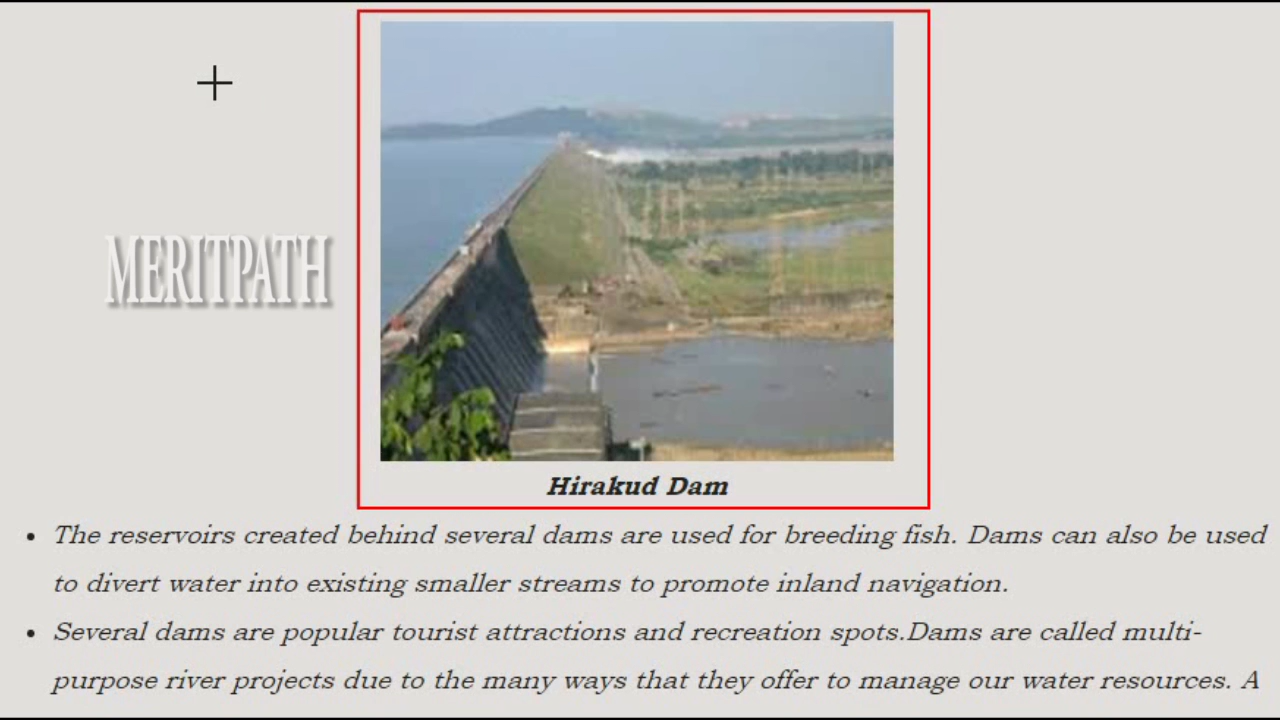 MERITPATH
Hirakud Dam
• The reservoirs created behind several dams are used for breeding fish. Dams can also be used
to divert water into existing smaller streams to promote inland navigation.
• Several dams are popular tourist attractions and recreation spots.Dams are called multi-
purpose river projects due to the many ways that they offer to manage our water resources. A